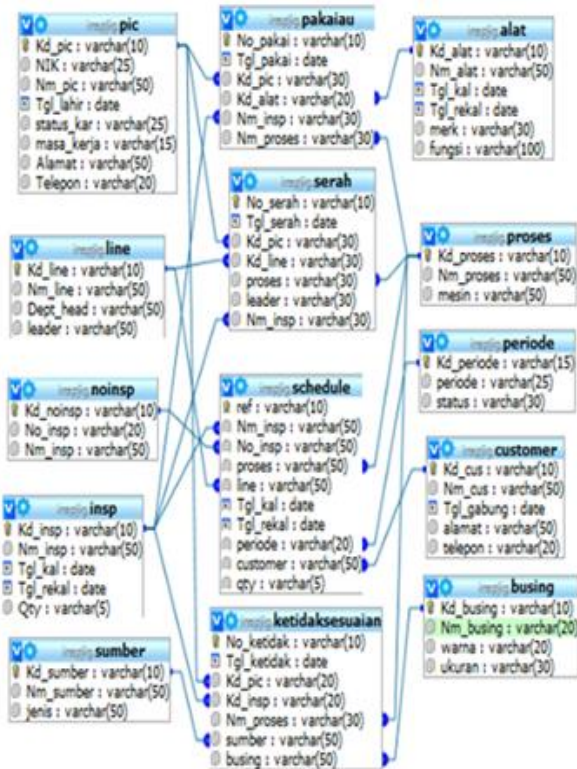 pic
Kd_pic : varchar(10)
NIK : varchar(25)
Nm_pic : varchar(50)
Tgl_lahir : date
status_kar : varchar(25)
masa_kerja : varchar(15)
Alamat : varchar(50)
Telepon : varchar(20)
line
Kd_line : varchar(10)
Nm_line : varchar(50)
Dept_head : varchar(50)
leader : varchar(50)
noinsp
Kd_noinsp : varchar(10)
No_insp : varchar(20)
Nm_insp : varchar(50)
insp
Kd_insp : varchar(10)
Nm_insp : varchar(50)
Tgl_kal : date
Tgl_rekal : date
Qty : varchar(5)
sumber
Kd_sumber : varchar(10)
Nm_sumber : varchar(50)
jenis : varchar(50)
pakaiau
No_pakai : varchar(10)
Tgl_pakai : date
Kd_pic : varchar(30)
Kd_alat : varchar(20)
Nm_insp : varchar(30)
Nm_proses : varchar(30)
serah
No_serah : varchar(10)
Tgl_serah : date
Kd_pic : varchar(30)
Kd_line : varchar(30)
proses : varchar(30)
leader : varchar(30)
Nm_insp : varchar(30)
schedule
ref : varchar(10)
Nm_insp : varchar(50)
No_insp : varchar(50)
proses : varchar(50)
line : varchar(50)
Tgl_kal : date
Tgl_rekal : date
periode : varchar(20)
customer : varchar(50)
qty : varchar(5)
ketidaksesuaian
No_ketidak : varchar(10)
Tgl_ketidak : date
Kd_pic : varchar(20)
Kd_insp : varchar(20)
Nm_proses : varchar(30)
sumber : varchar(50)
busing : varchar(50)
alat
Kd_alat : varchar(10)
Nm_alat : varchar(50)
Tgl_kal : date
Tgl_rekal : date
merk : varchar(30)
fungsi : varchar(100)
proses
Kd_proses : varchar(10)
Nm_proses : varchar(50)
mesin : varchar(50)
periode
Kd_periode : varchar(15)
periode : varchar(25)
status : varchar(30)
customer
Kd_cus : varchar(10)
Nm_cus : varchar(50)
Tgl_gabung : date
alamat : varchar(50)
telepon : varchar(20)
busing
Kd_busing : varchar(10)
Nm_busing : varchar(20)
warna : varchar(20)
ukuran : varchar(30)